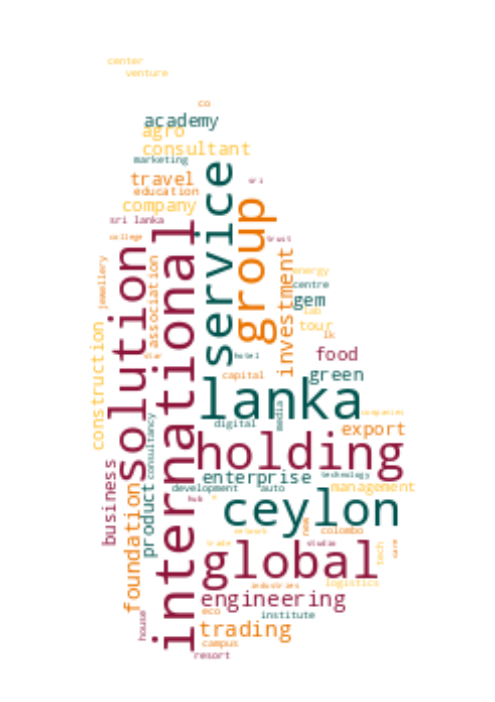 center
venture
co
academy
agro
consultant
marketing
travel
sri
education
company
sri lanka
service
group
college
trust
international
solution
association
jewellery
investment
energy
centre
gem
lab
tour
lk
construction
star
hotel
food
capital
green
lanka
companies
digital
media
export
holding
consultancy
business
product
enterprise
technology
development
auto
management
hub
foundation
ceylon
new
network
colombo
trade
studio
tech
care
global
industries
logistics
engineering
eco
institute
house
trading
campus
resort